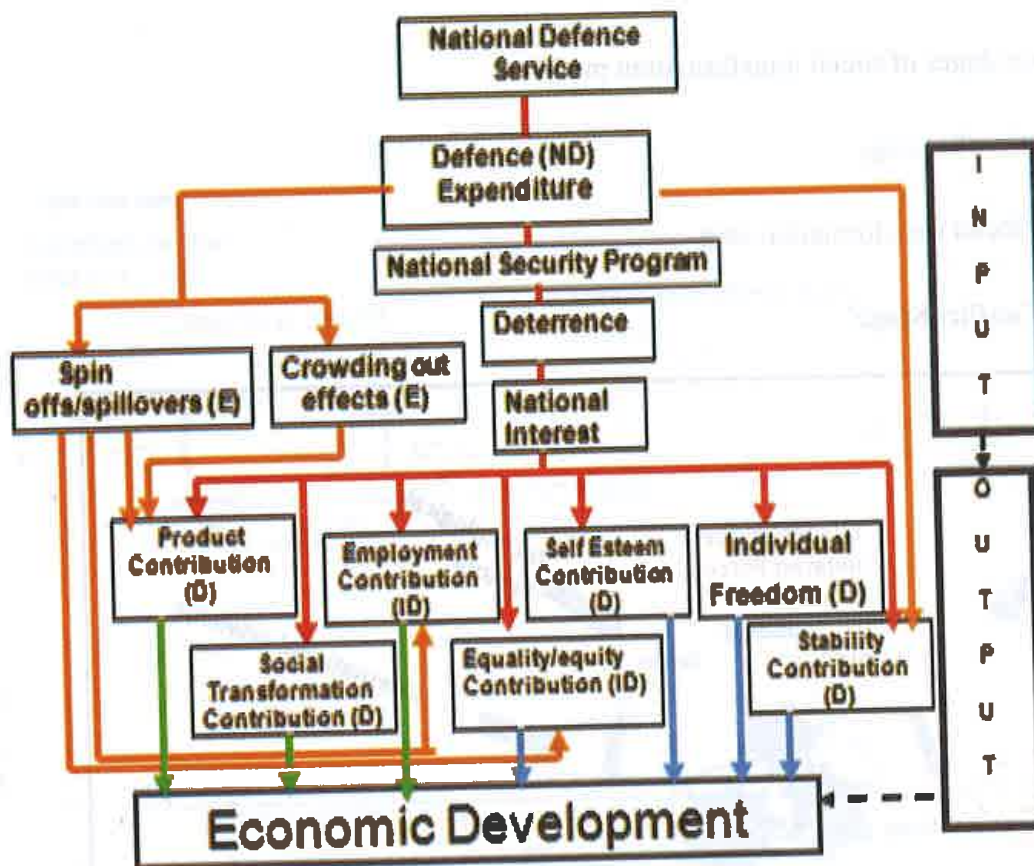 National Defence
Service
Defence (ND)
Expenditure
National Security Program
Deterrence
Spin
offs/spillovers (E)
Crowding out
effects (E)
National
Interest
Product
Contribution
(D)
Employment
Contribution
(ID)
Self Esteem
Contribution
(D)
Individual
Freedom (D)
Social
Transformation
Contribution (D)
Equality/equity
Contribution (ID)
Stability
Contribution
(D)
Economic Development
I
N
P
U
T
O
U
T
P
U
T